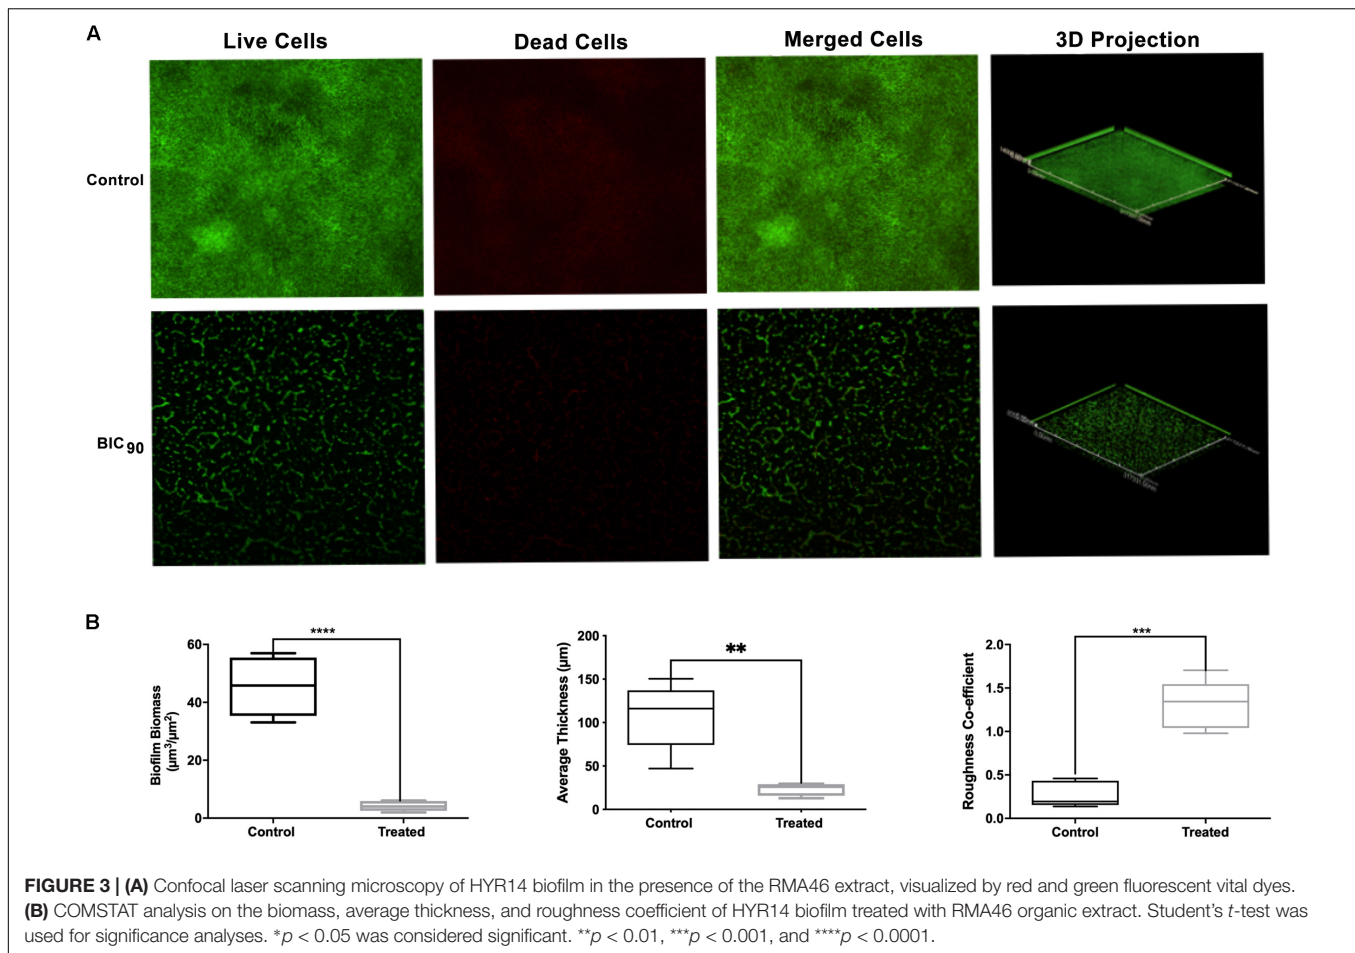 A
Live Cells
Dead Cells
Merged Cells
3D Projection
Control
BIC90
B
Biofilm Biomass
(µm³/µm²)
60
40
20
0
****
Control
Treated
Average Thickness (µm)
200
150
100
50
0
**
Control
Treated
Roughness Co-efficient
2.0
1.5
1.0
0.5
0.0
***
Control
Treated
FIGURE 3 | (A) Confocal laser scanning microscopy of HYR14 biofilm in the presence of the RMA46 extract, visualized by red and green fluorescent vital dyes.
(B) COMSTAT analysis on the biomass, average thickness, and roughness coefficient of HYR14 biofilm treated with RMA46 organic extract. Student's t-test was
used for significance analyses. *p < 0.05 was considered significant. **p < 0.01, ***p < 0.001, and ****p < 0.0001.